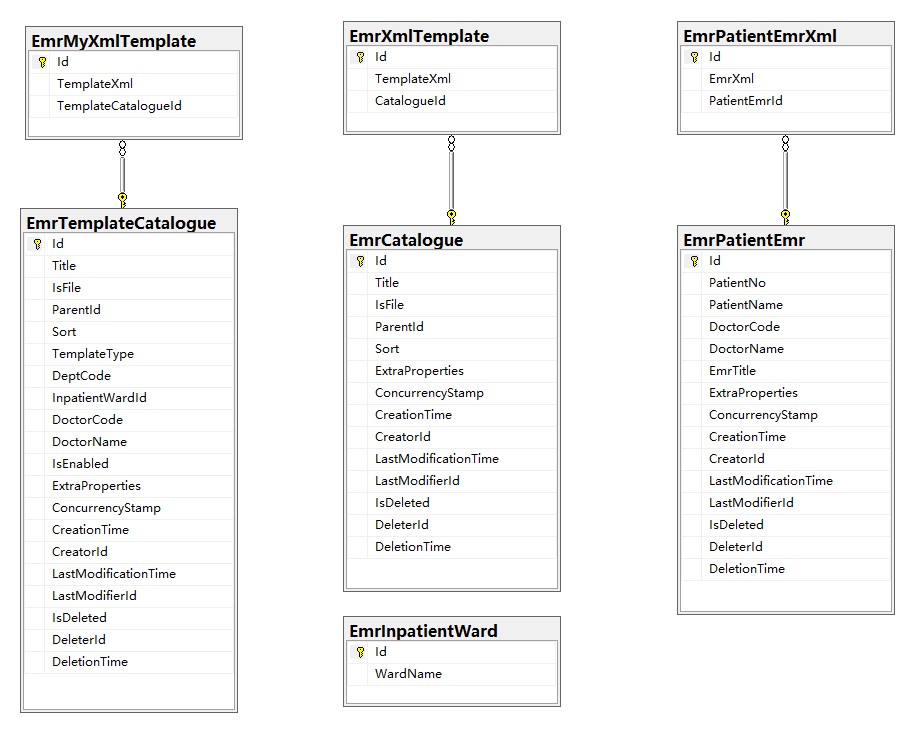 EmrMyXmlTemplate
Id
TemplateXml
TemplateCatalogueId
EmrTemplateCatalogue
Id
Title
IsFile
ParentId
Sort
TemplateType
DeptCode
InpatientWardId
DoctorCode
DoctorName
IsEnabled
ExtraProperties
ConcurrencyStamp
CreationTime
CreatorId
LastModificationTime
LastModifierId
IsDeleted
DeleterId
DeletionTime
EmrXmlTemplate
Id
TemplateXml
CatalogueId
EmrCatalogue
Id
Title
IsFile
ParentId
Sort
ExtraProperties
ConcurrencyStamp
CreationTime
CreatorId
LastModificationTime
LastModifierId
IsDeleted
DeleterId
DeletionTime
EmrInpatientWard
Id
WardName
EmrPatientEmrXml
Id
EmrXml
PatientEmrId
EmrPatientEmr
Id
PatientNo
PatientName
DoctorCode
DoctorName
EmrTitle
ExtraProperties
ConcurrencyStamp
CreationTime
CreatorId
LastModificationTime
LastModifierId
IsDeleted
DeleterId
DeletionTime